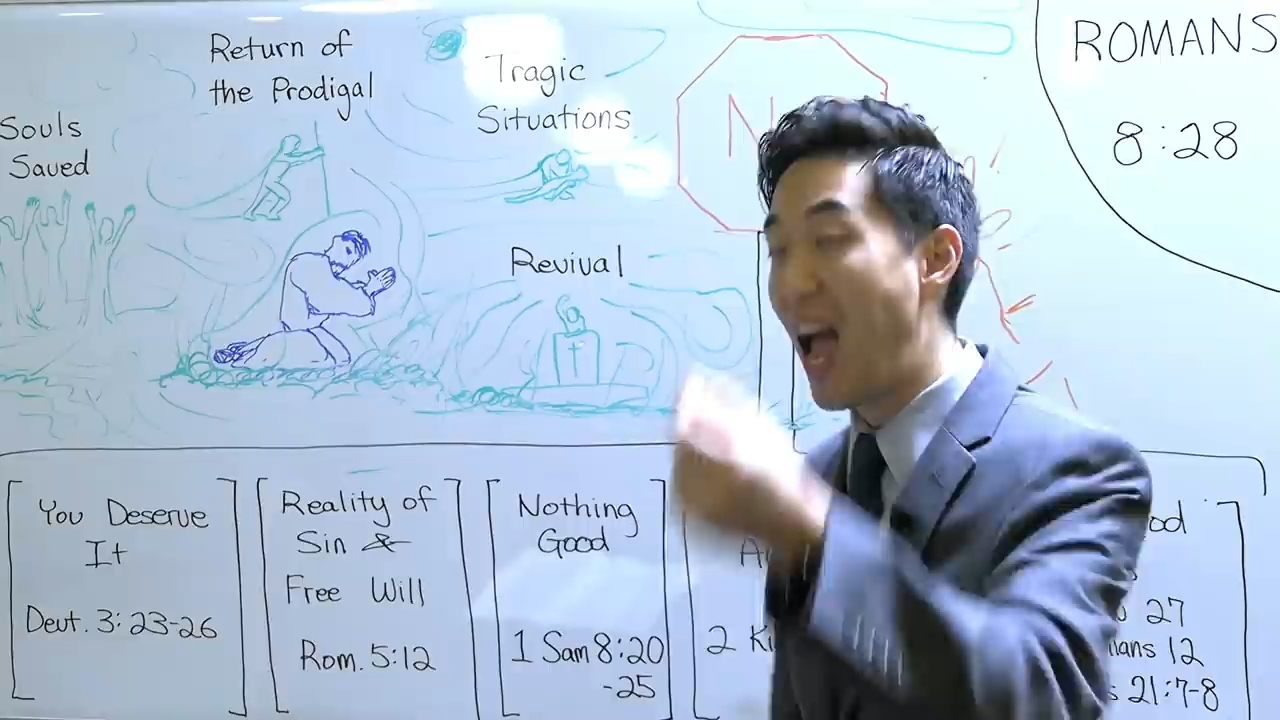 Return of
the Prodigal
Tragic
Situations
ROMANS
8:28
Souls
Saved
Revival
You Deserve
It
Deut. 3:23-26
Reality of
Sin &
Free Will
Rom. 5:12
Nothing
Good
1 Sam 8:20
-25
2
27
12
21:7-8